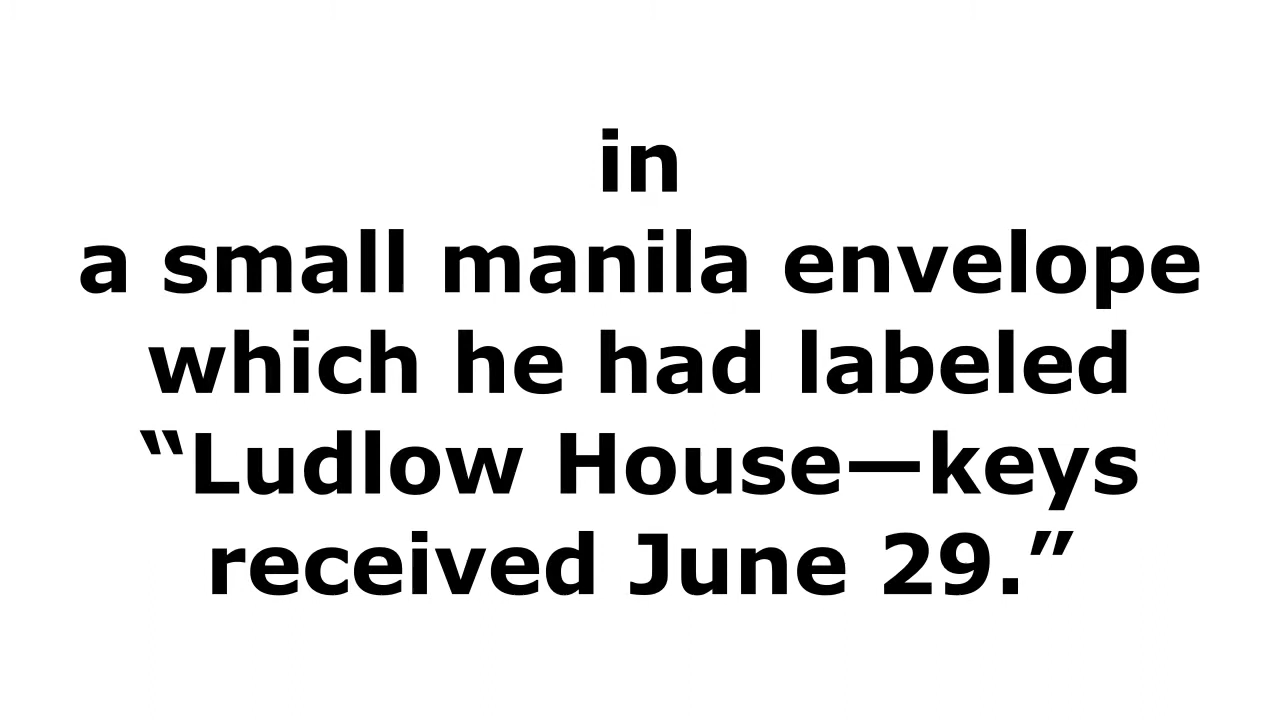 in
a small manila envelope
which he had labeled
“Ludlow House—keys
received June 29.”